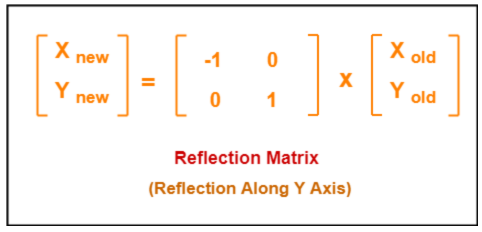 X new = -1 0 x X old
Y new 0 1 Y old
Reflection Matrix
(Reflection Along Y Axis)